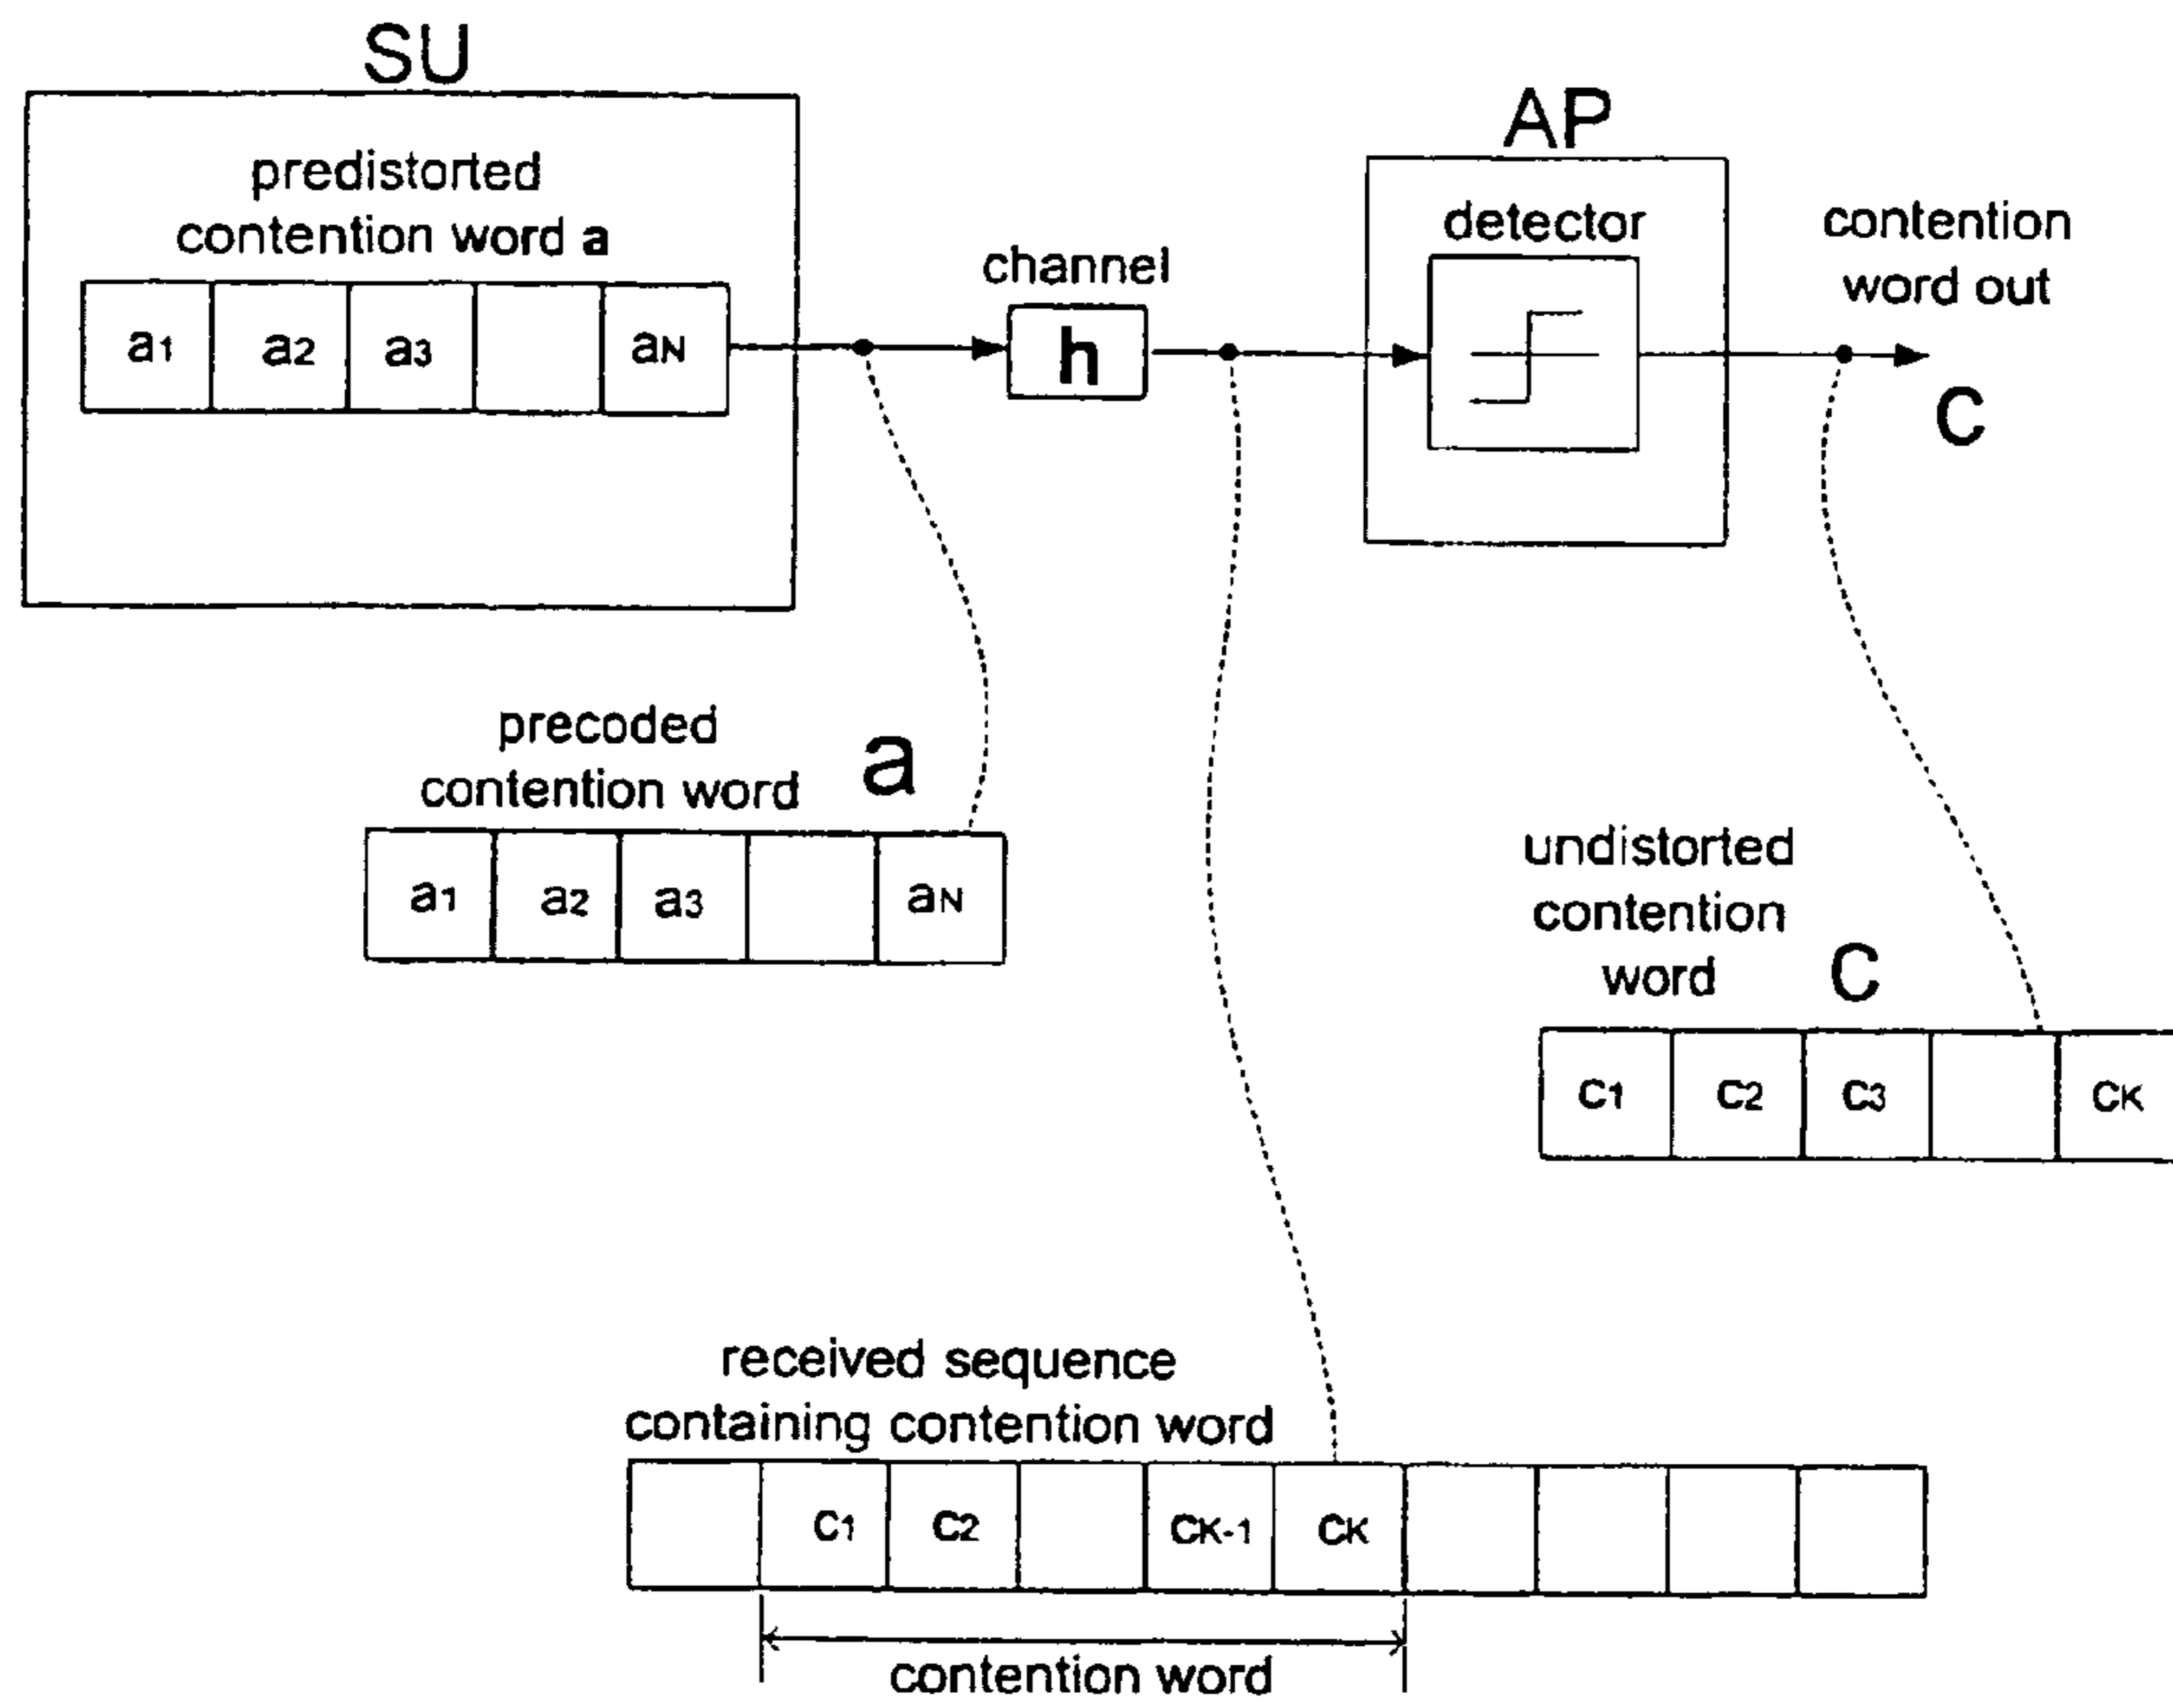 SU
predistorted
contention word a
a1 a2 a3 aN
channel
h
AP
detector
contention
word out
C
precoded
contention word a
a1 a2 a3 aN
undistorted
contention
word C
c1 c2 c3 cK
received sequence
containing contention word
c1 c2 cK-1 cK
contention word